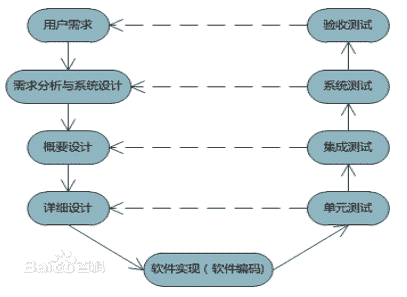 用户需求
验收测试
需求分析与系统设计
系统测试
概要设计
集成测试
详细设计
单元测试
Bai百科
软件实现（软件编码）